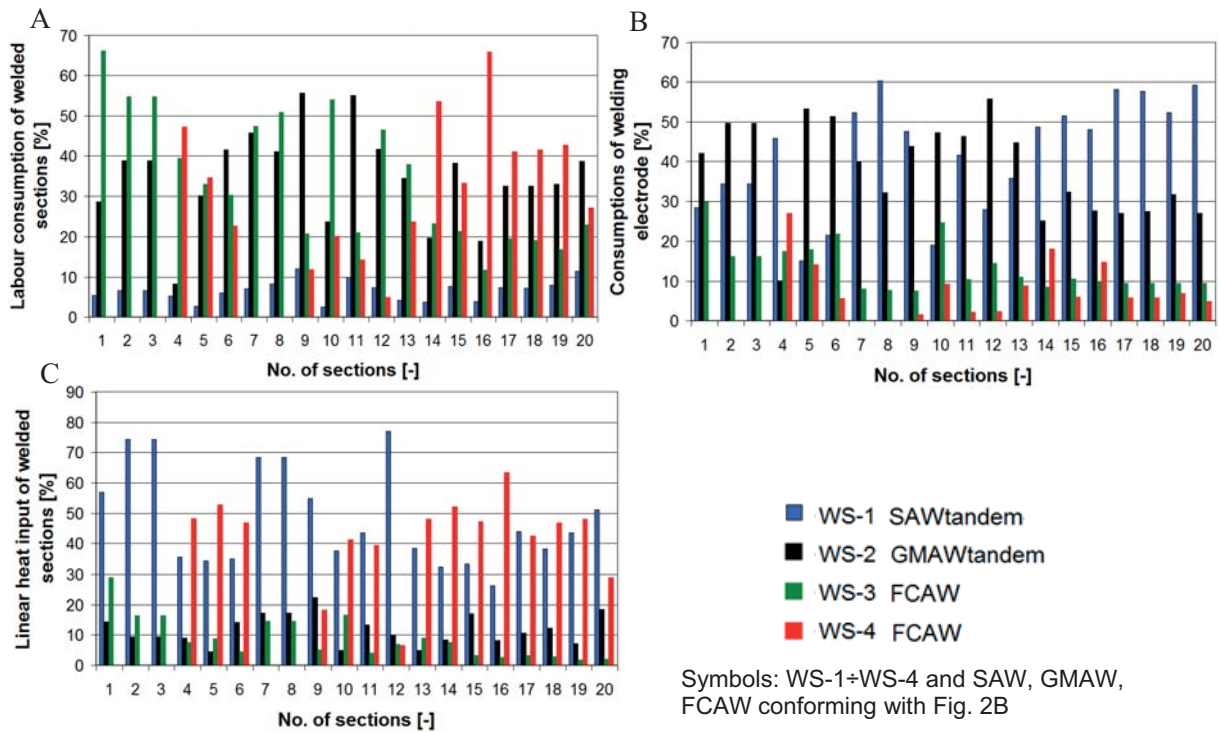 A
Labour consumption of welded
sections [%]
70
60
50
40
30
20
10
0
1 2 3 4 5 6 7 8 9 10 11 12 13 14 15 16 17 18 19 20
No. of sections [-]
B
Consumptions of welding
electrode [%]
70
60
50
40
30
20
10
0
1 2 3 4 5 6 7 8 9 10 11 12 13 14 15 16 17 18 19 20
No. of sections [-]
C
Linear heat input of welded
sections [%]
90
80
70
60
50
40
30
20
10
0
1 2 3 4 5 6 7 8 9 10 11 12 13 14 15 16 17 18 19 20
No. of sections [-]
WS-1 SAWtandem
WS-2 GMAWtandem
WS-3 FCAW
WS-4 FCAW
Symbols: WS-1÷WS-4 and SAW, GMAW,
FCAW conforming with Fig. 2B